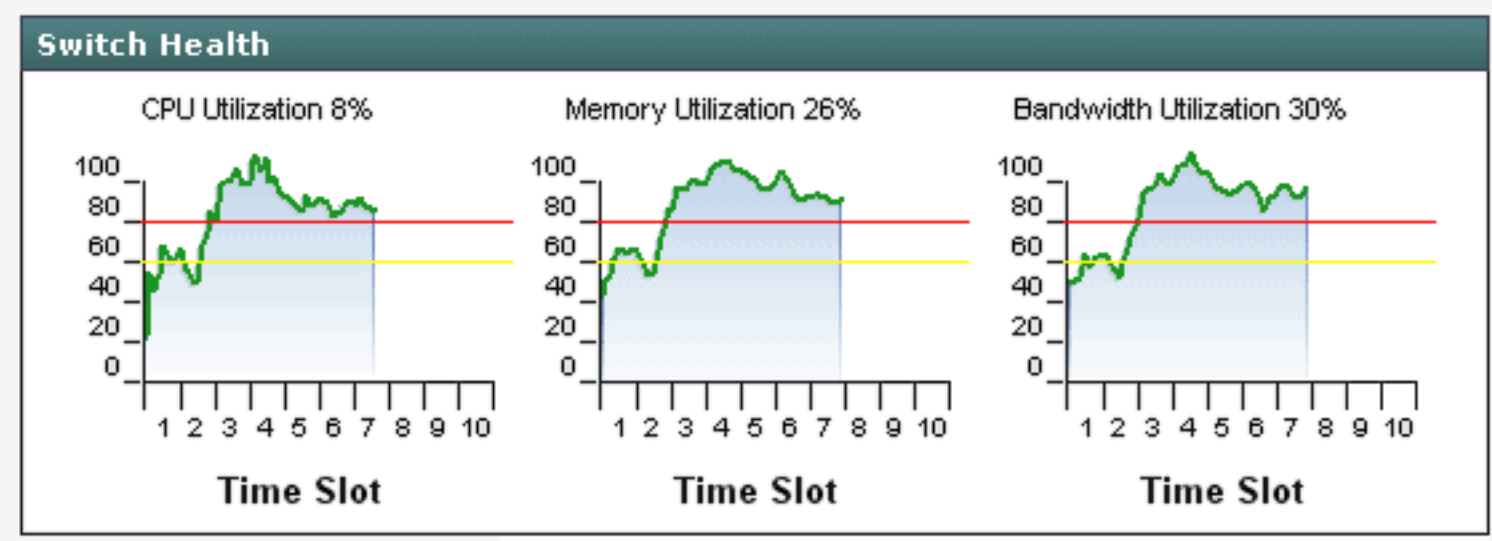 Switch Health
CPU Utilization 8%
100
80
60
40
20
0
1 2 3 4 5 6 7 8 9 10
Time Slot
Memory Utilization 26%
100
80
60
40
20
0
1 2 3 4 5 6 7 8 9 10
Time Slot
Bandwidth Utilization 30%
100
80
60
40
20
0
1 2 3 4 5 6 7 8 9 10
Time Slot